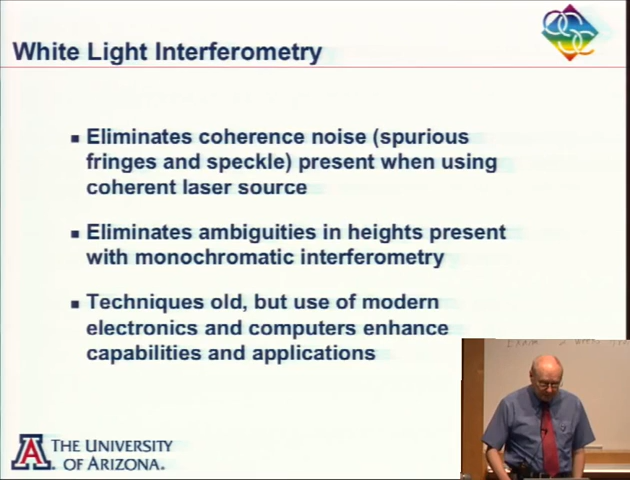 White Light Interferometry
OSC
Eliminates coherence noise (spurious
fringes and speckle) present when using
coherent laser source
Eliminates ambiguities in heights present
with monochromatic interferometry
Techniques old, but use of modern
electronics and computers enhance
capabilities and applications
A THE UNIVERSITY
OF ARIZONA.